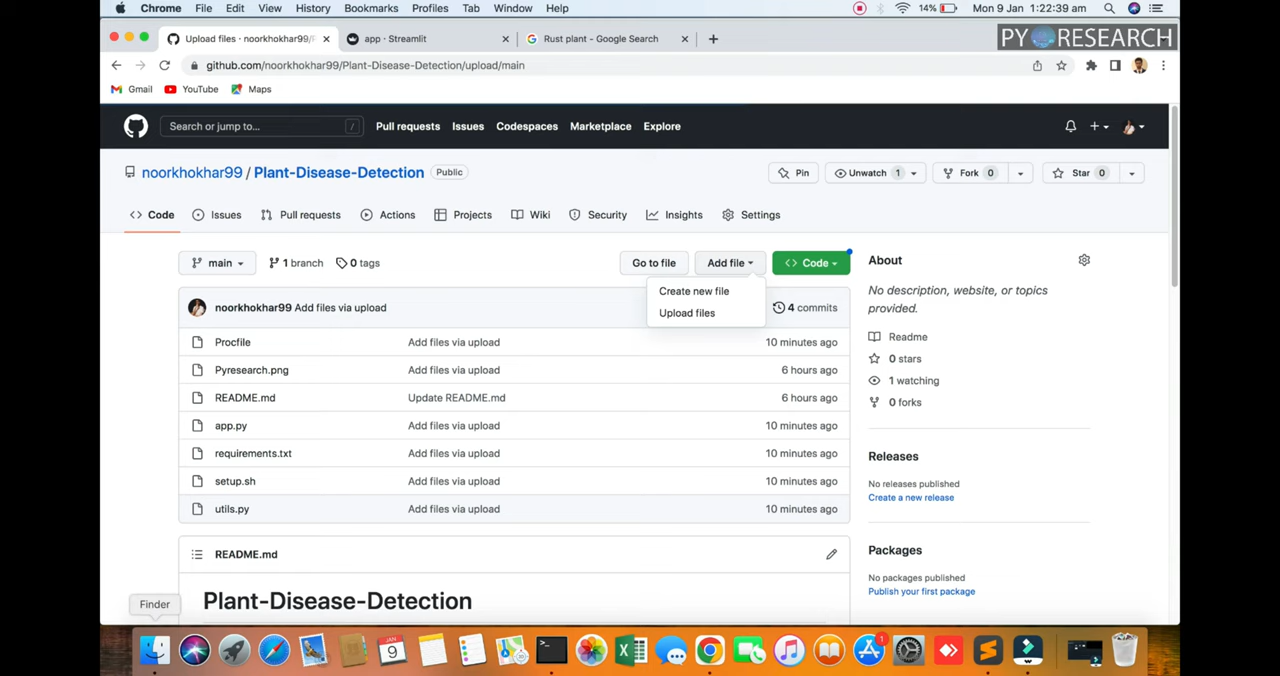 Chrome File Edit View History Bookmarks Profiles Tab Window Help 14% Mon 9 Jan 1:22:39 am
Upload files · noorkhokhar99/P app · Streamlit Rust plant - Google Search
PY RESEARCH
github.com/noorkhokhar99/Plant-Disease-Detection/upload/main
Gmail YouTube Maps
Search or jump to... / Pull requests Issues Codespaces Marketplace Explore
noorkhokhar99 / Plant-Disease-Detection Public Pin Unwatch 1 Fork 0 Star 0
Code Issues Pull requests Actions Projects Wiki Security Insights Settings
main 1 branch 0 tags Go to file Add file Code
Create new file
Upload files
noorkhokhar99 Add files via upload 4 commits
Procfile Add files via upload 10 minutes ago
Pyresearch.png Add files via upload 6 hours ago
README.md Update README.md 6 hours ago
app.py Add files via upload 10 minutes ago
requirements.txt Add files via upload 10 minutes ago
setup.sh Add files via upload 10 minutes ago
utils.py Add files via upload 10 minutes ago
README.md
Plant-Disease-Detection
About
No description, website, or topics
provided.
Readme
0 stars
1 watching
0 forks
Releases
No releases published
Create a new release
Packages
No packages published
Publish your first package
Finder
JAN
9
1